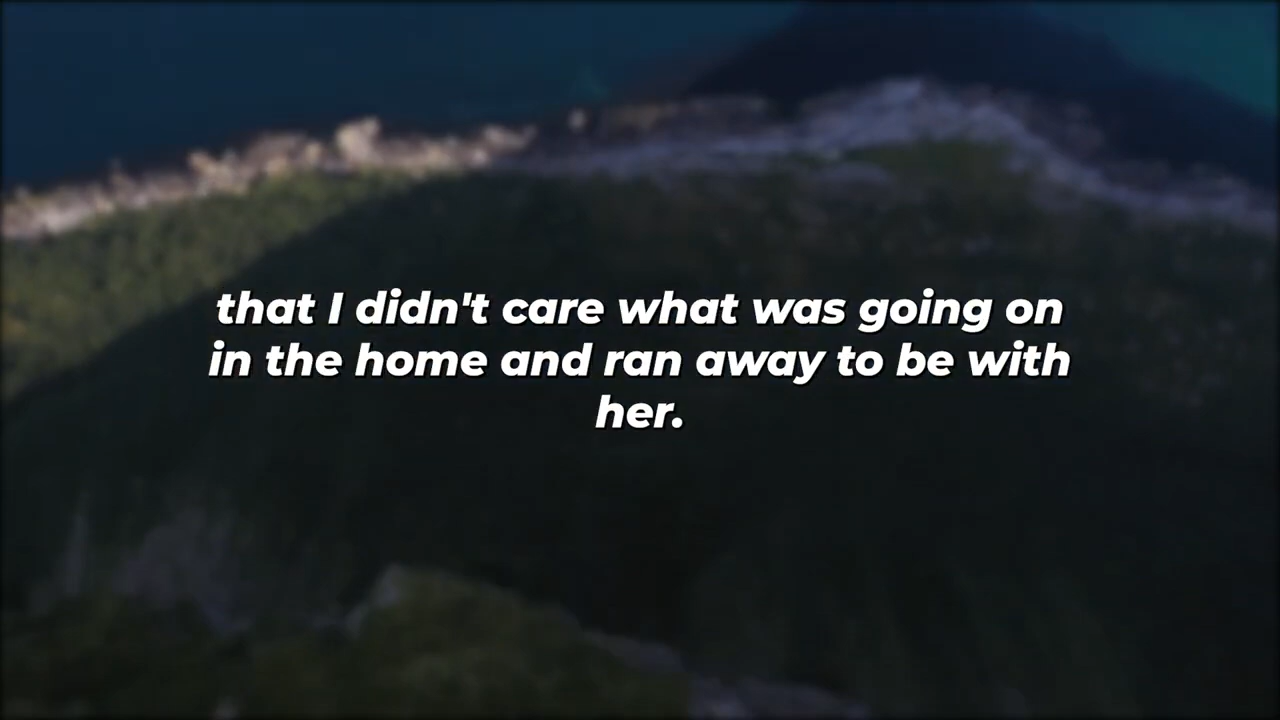 that I didn't care what was going on
in the home and ran away to be with
her.